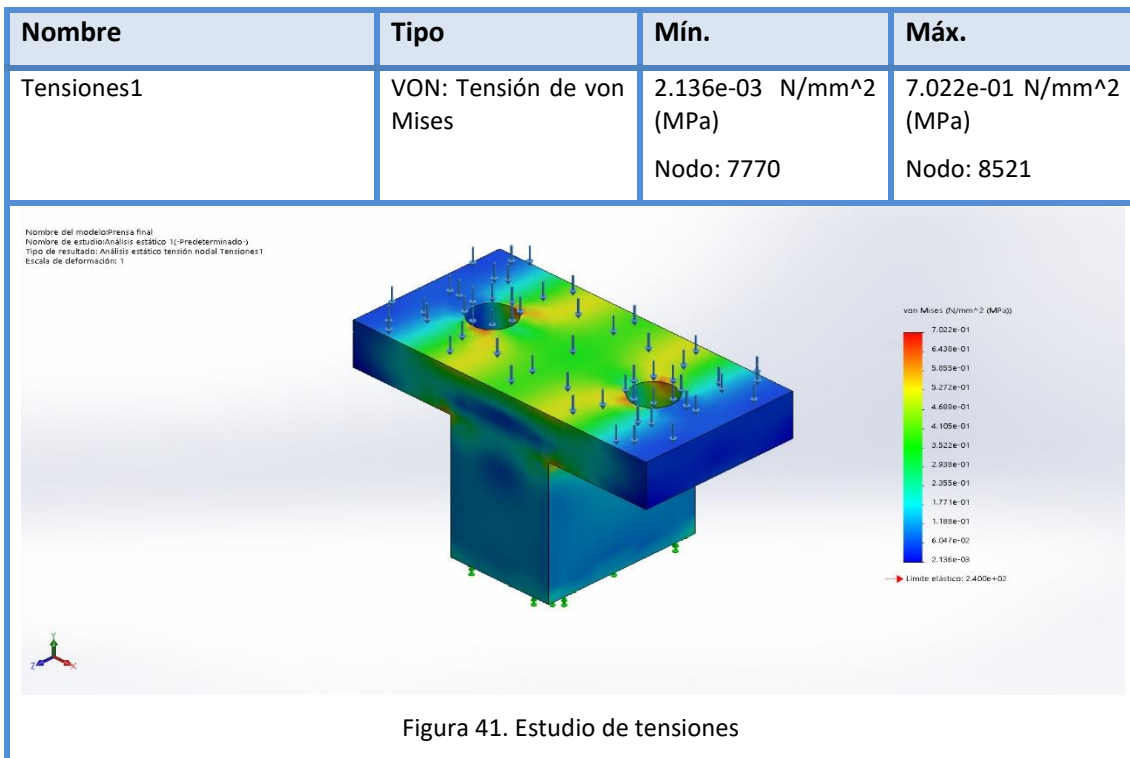 Nombre
Tipo
Mín.
Máx.
Tensiones1
VON: Tensión de von
Mises
2.136e-03 N/mm^2
(MPa)
Nodo: 7770
7.022e-01 N/mm^2
(MPa)
Nodo: 8521
Nombre del modelo:Prensa final
Nombre de estudio:Análisis estático 1(-Predeterminado-)
Tipo de resultado: Análisis estático tensión nodal Tensiones1
Escala de deformación: 1
von Mises (N/mm^2 (MPa))
7.022e-01
6.438e-01
5.855e-01
5.272e-01
4.688e-01
4.105e-01
3.522e-01
2.938e-01
2.355e-01
1.771e-01
1.188e-01
6.047e-02
2.136e-03
Límite elástico: 2.400e+02
Y
Z
X
Figura 41. Estudio de tensiones